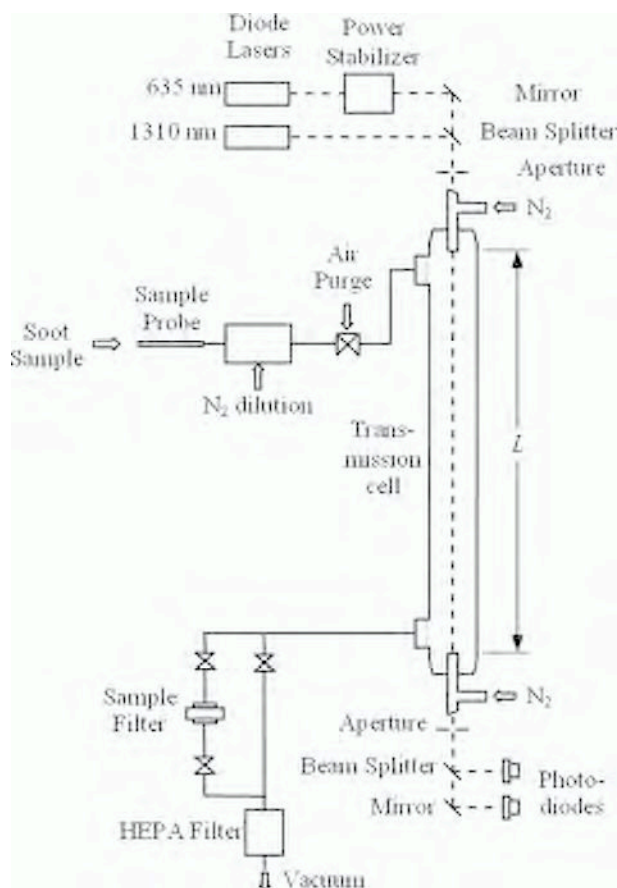 Diode
Lasers
Power
Stabilizer
635 nm
Mirror
1310 nm
Beam Splitter
Aperture
N2
Air
Purge
Sample
Probe
Soot
Sample
N2 dilution
Trans-
mission
cell
L
Sample
Filter
N2
Aperture
Beam Splitter
Photo-
diodes
Mirror
HEPA Filter
Vacuum